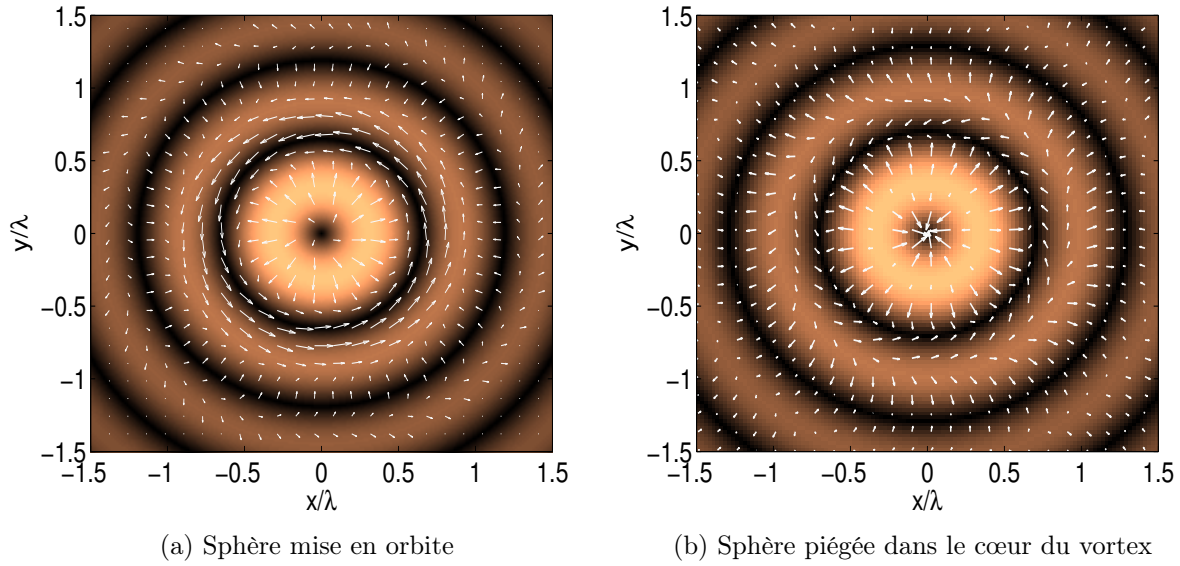 1.5
1
0.5
0
−0.5
−1
−1.5
y/λ
−1.5 −1 −0.5 0 0.5 1 1.5
x/λ
(a) Sphère mise en orbite
1.5
1
0.5
0
−0.5
−1
−1.5
y/λ
−1.5 −1 −0.5 0 0.5 1 1.5
x/λ
(b) Sphère piégée dans le cœur du vortex